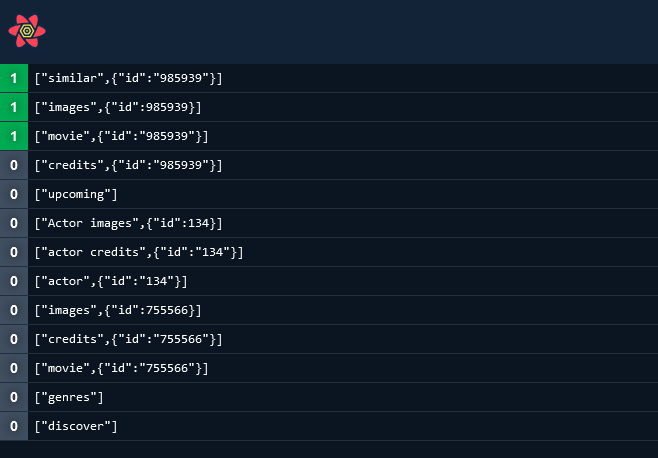 1 ["similar",{"id":"985939"}]
1 ["images",{"id":985939}]
1 ["movie",{"id":"985939"}]
0 ["credits",{"id":"985939"}]
0 ["upcoming"]
0 ["Actor images",{"id":134}]
0 ["actor credits",{"id":"134"}]
0 ["actor",{"id":"134"}]
0 ["images",{"id":755566}]
0 ["credits",{"id":"755566"}]
0 ["movie",{"id":"755566"}]
0 ["genres"]
0 ["discover"]